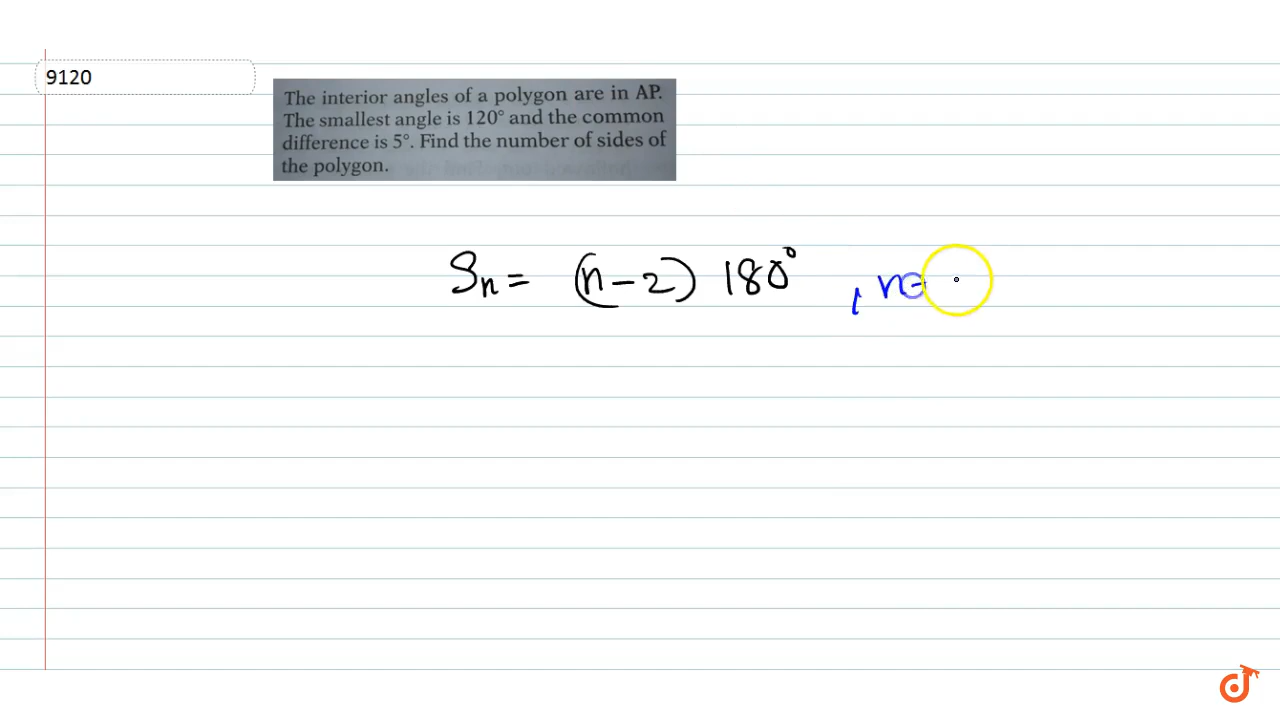 9120
The interior angles of a polygon are in AP.
The smallest angle is 120° and the common
difference is 5°. Find the number of sides of
the polygon.
Sn = (n-2) 180° , n=